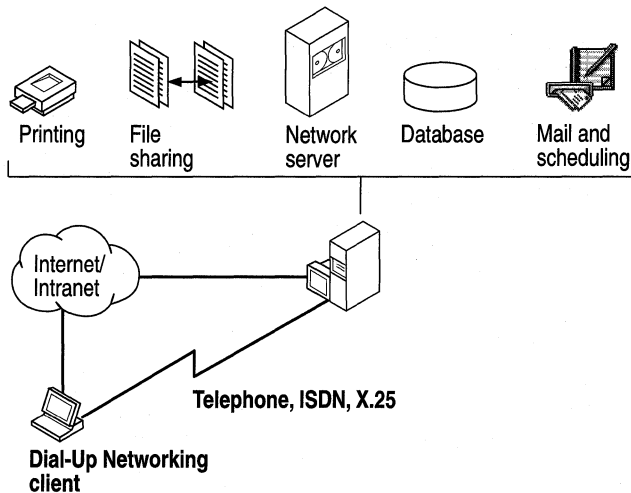 Printing
File
sharing
Network
server
Database
Mail and
scheduling
Internet/
Intranet
Telephone, ISDN, X.25
Dial-Up Networking
client